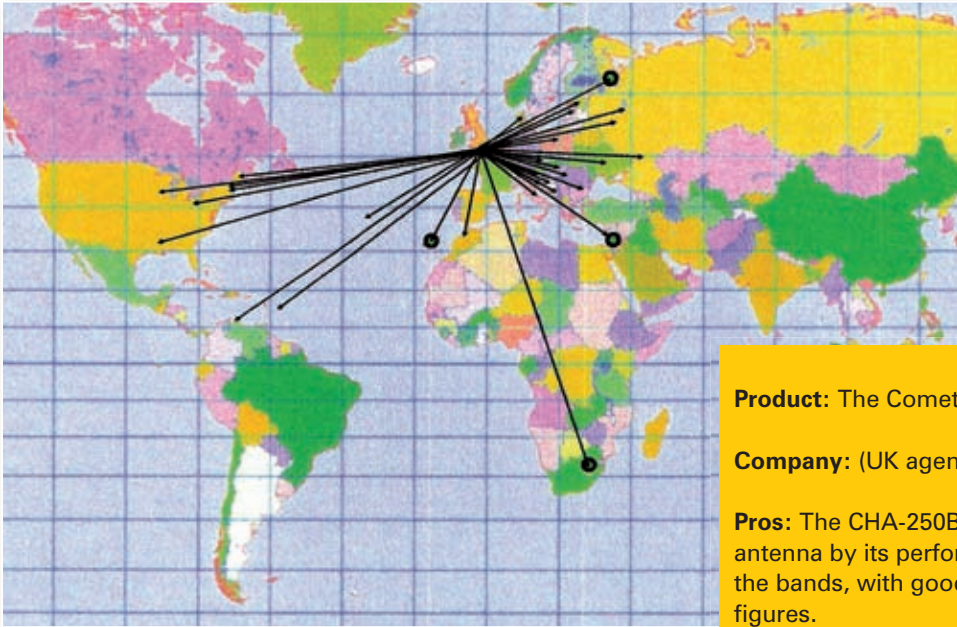 Product: The Comet
Company: (UK agen
Pros: The CHA-250B
antenna by its perfor
the bands, with good
figures.